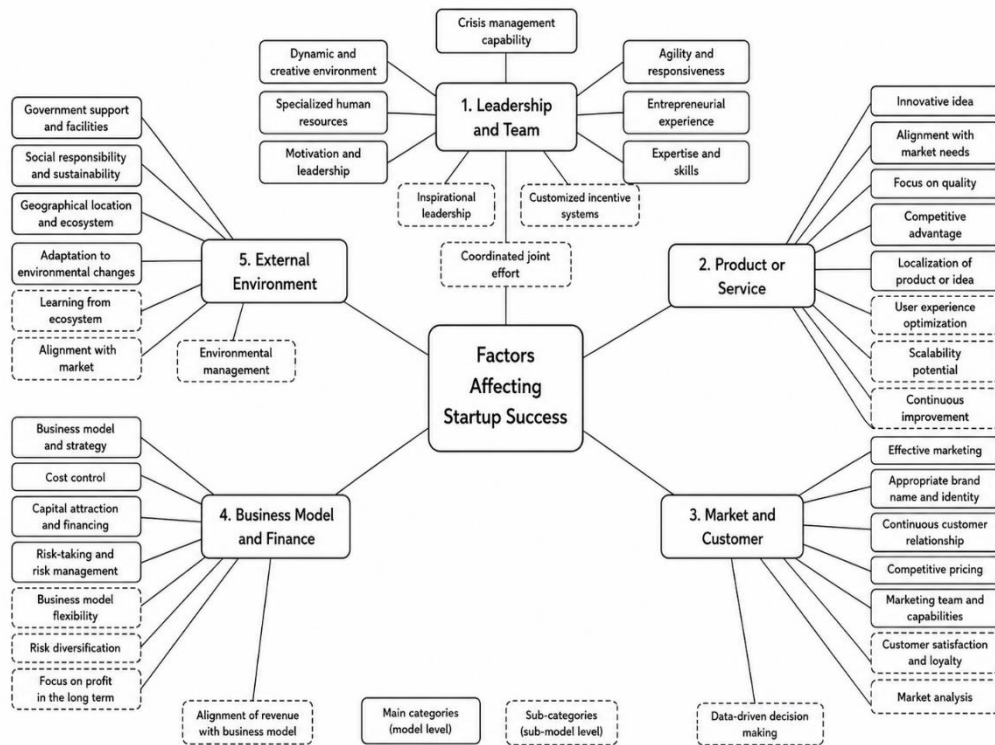 Crisis management
capability
Dynamic and
creative environment
Agility and
responsiveness
Specialized human
resources
1. Leadership
and Team
Entrepreneurial
experience
Motivation and
leadership
Expertise and
skills
Inspirational
leadership
Customized incentive
systems
Coordinated joint
effort
Government support
and facilities
Social responsibility
and sustainability
Geographical location
and ecosystem
Adaptation to
environmental changes
Learning from
ecosystem
Alignment with
market
5. External
Environment
Environmental
management
Innovative idea
Alignment with
market needs
Focus on quality
Competitive
advantage
Localization of
product or idea
User experience
optimization
Scalability
potential
Continuous
improvement
2. Product or
Service
Factors
Affecting
Startup Success
Business model
and strategy
Cost control
Capital attraction
and financing
Risk-taking and
risk management
Business model
flexibility
Risk diversification
Focus on profit
in the long term
4. Business Model
and Finance
Alignment of revenue
with business model
Effective marketing
Appropriate brand
name and identity
Continuous customer
relationship
Competitive pricing
Marketing team and
capabilities
Customer satisfaction
and loyalty
Market analysis
3. Market and
Customer
Data-driven decision
making
Main categories
(model level)
Sub-categories
(sub-model level)